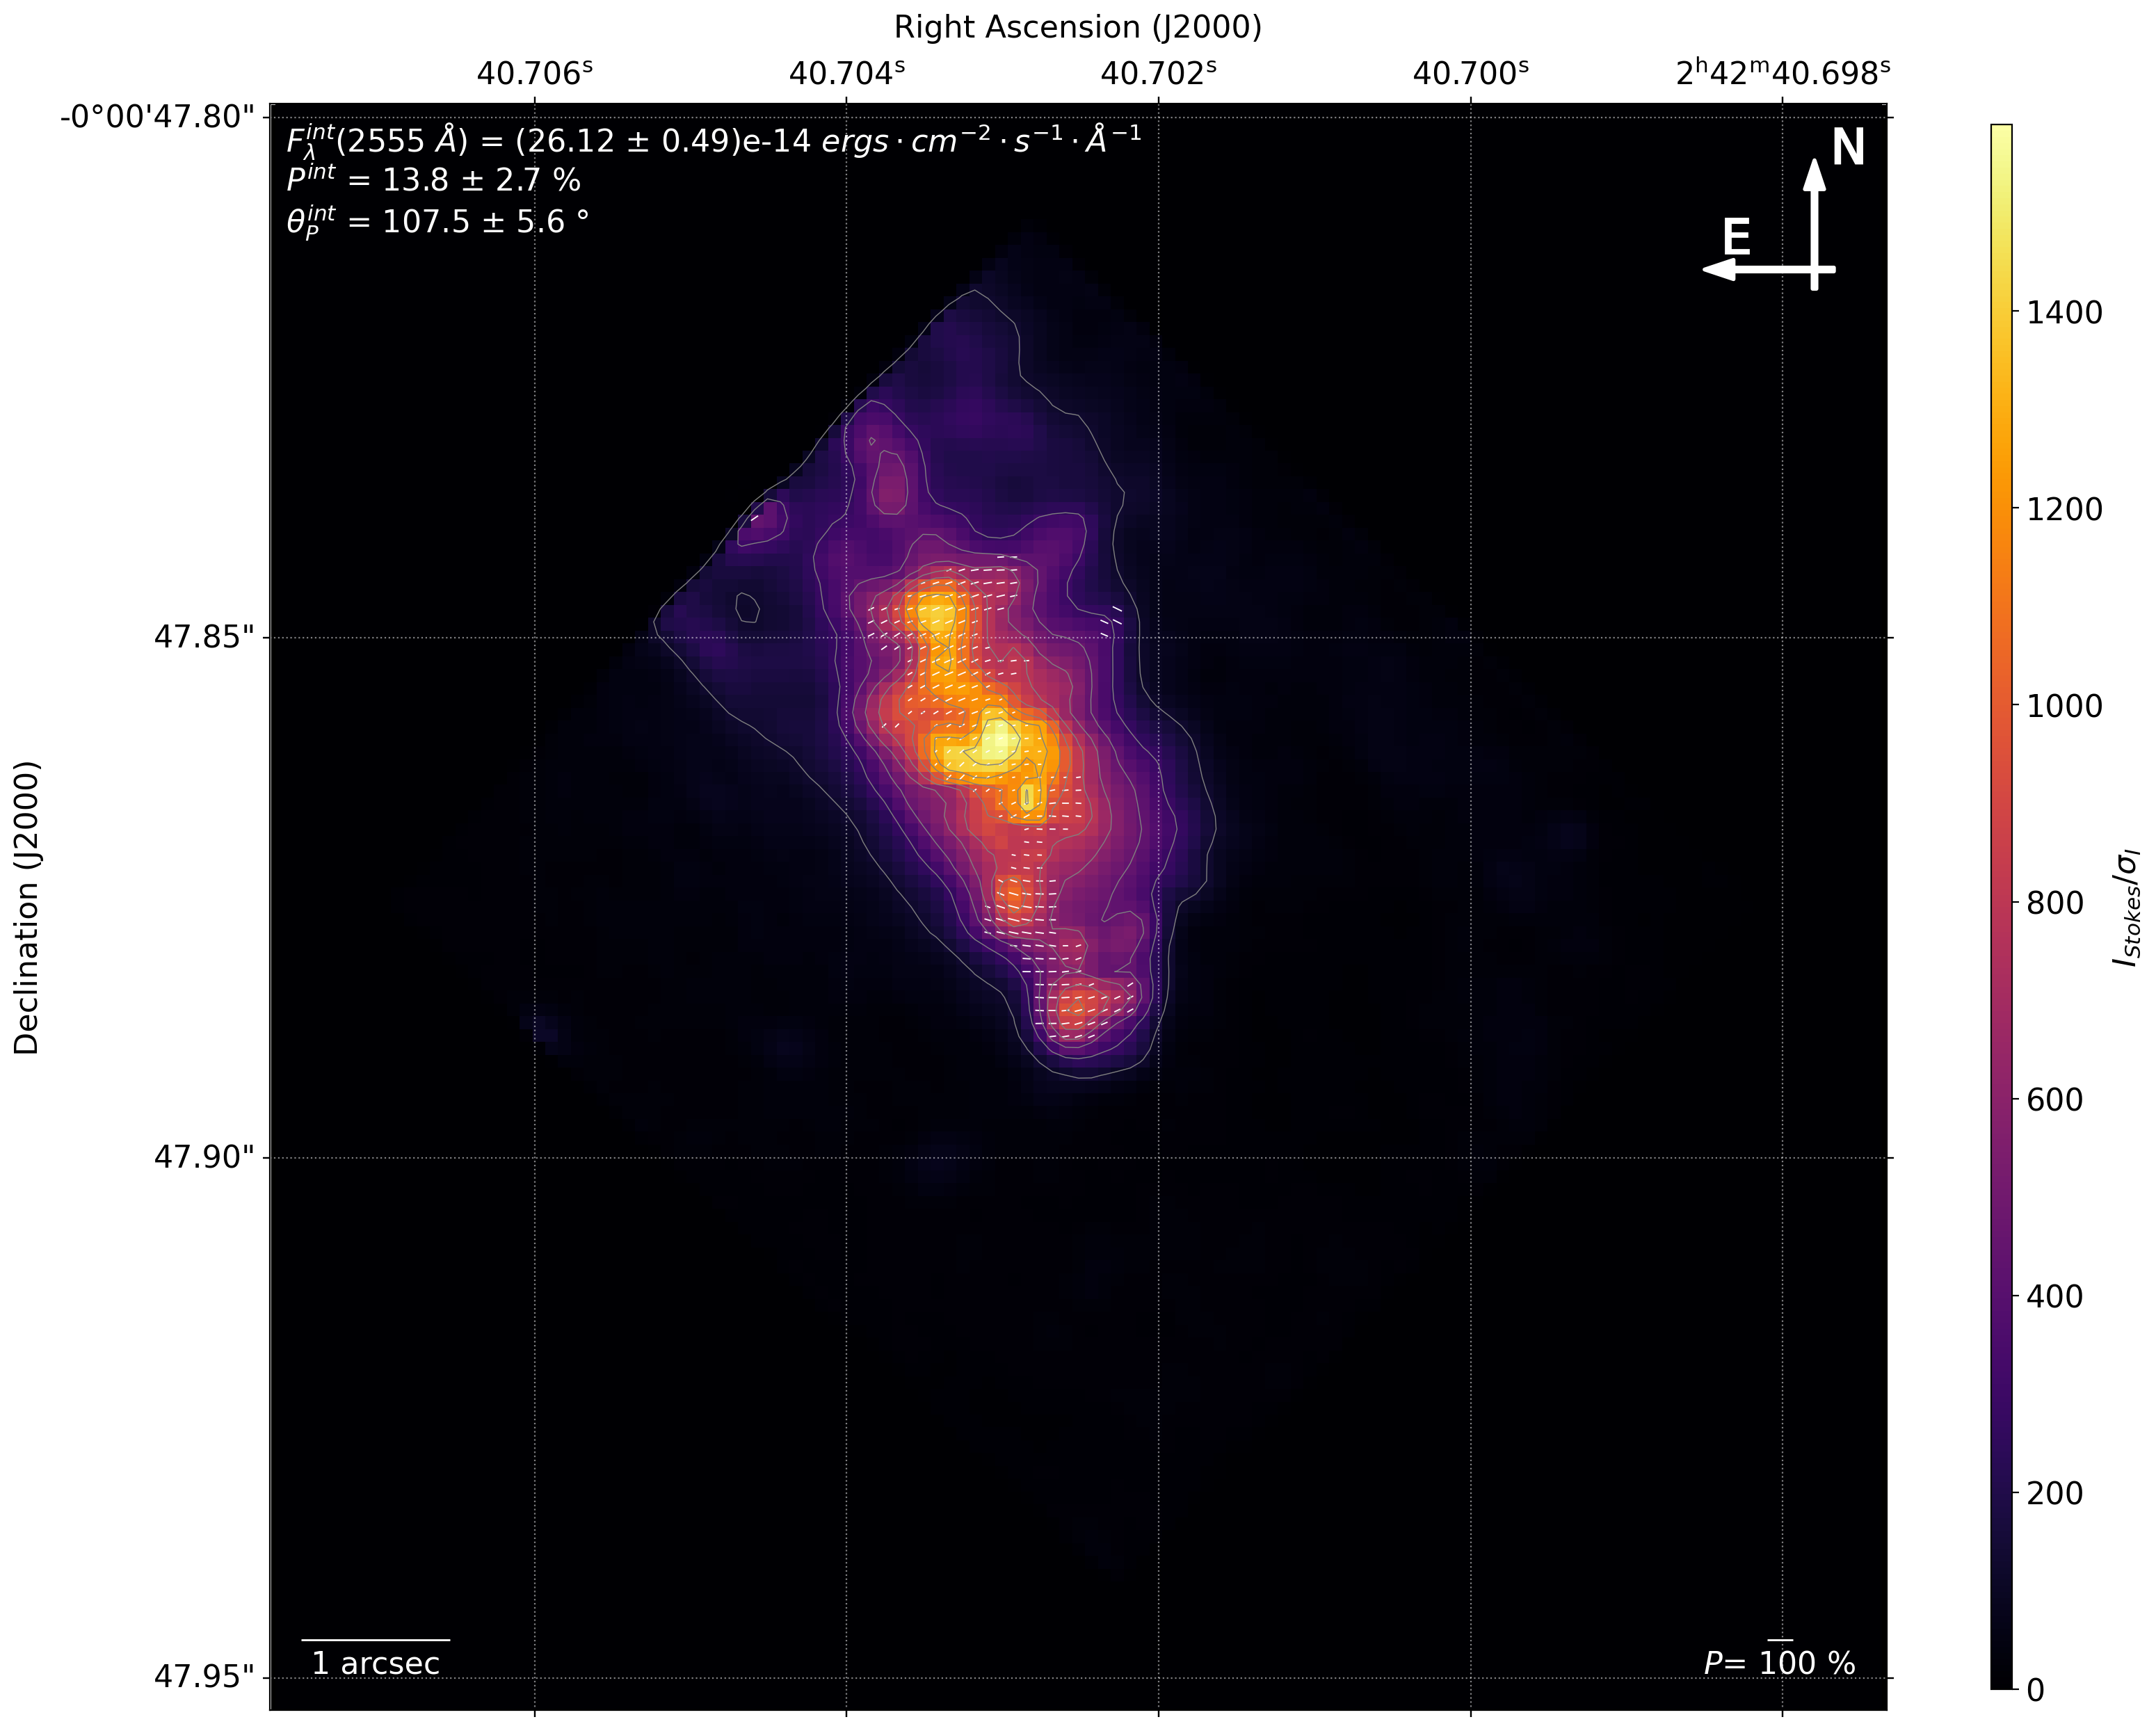 Right Ascension (J2000)
40.706ˢ 40.704ˢ 40.702ˢ 40.700ˢ 2ʰ42ᵐ40.698ˢ
-0°00'47.80"
F_λ^int(2555 Å) = (26.12 ± 0.49)e-14 ergs · cm⁻² · s⁻¹ · Å⁻¹
P^int = 13.8 ± 2.7 %
θ_P^int = 107.5 ± 5.6 °
N
E
47.85"
47.90"
47.95"
Declination (J2000)
1 arcsec
P= 100 %
1400
1200
1000
800
600
400
200
0
I_Stokes/σ_I